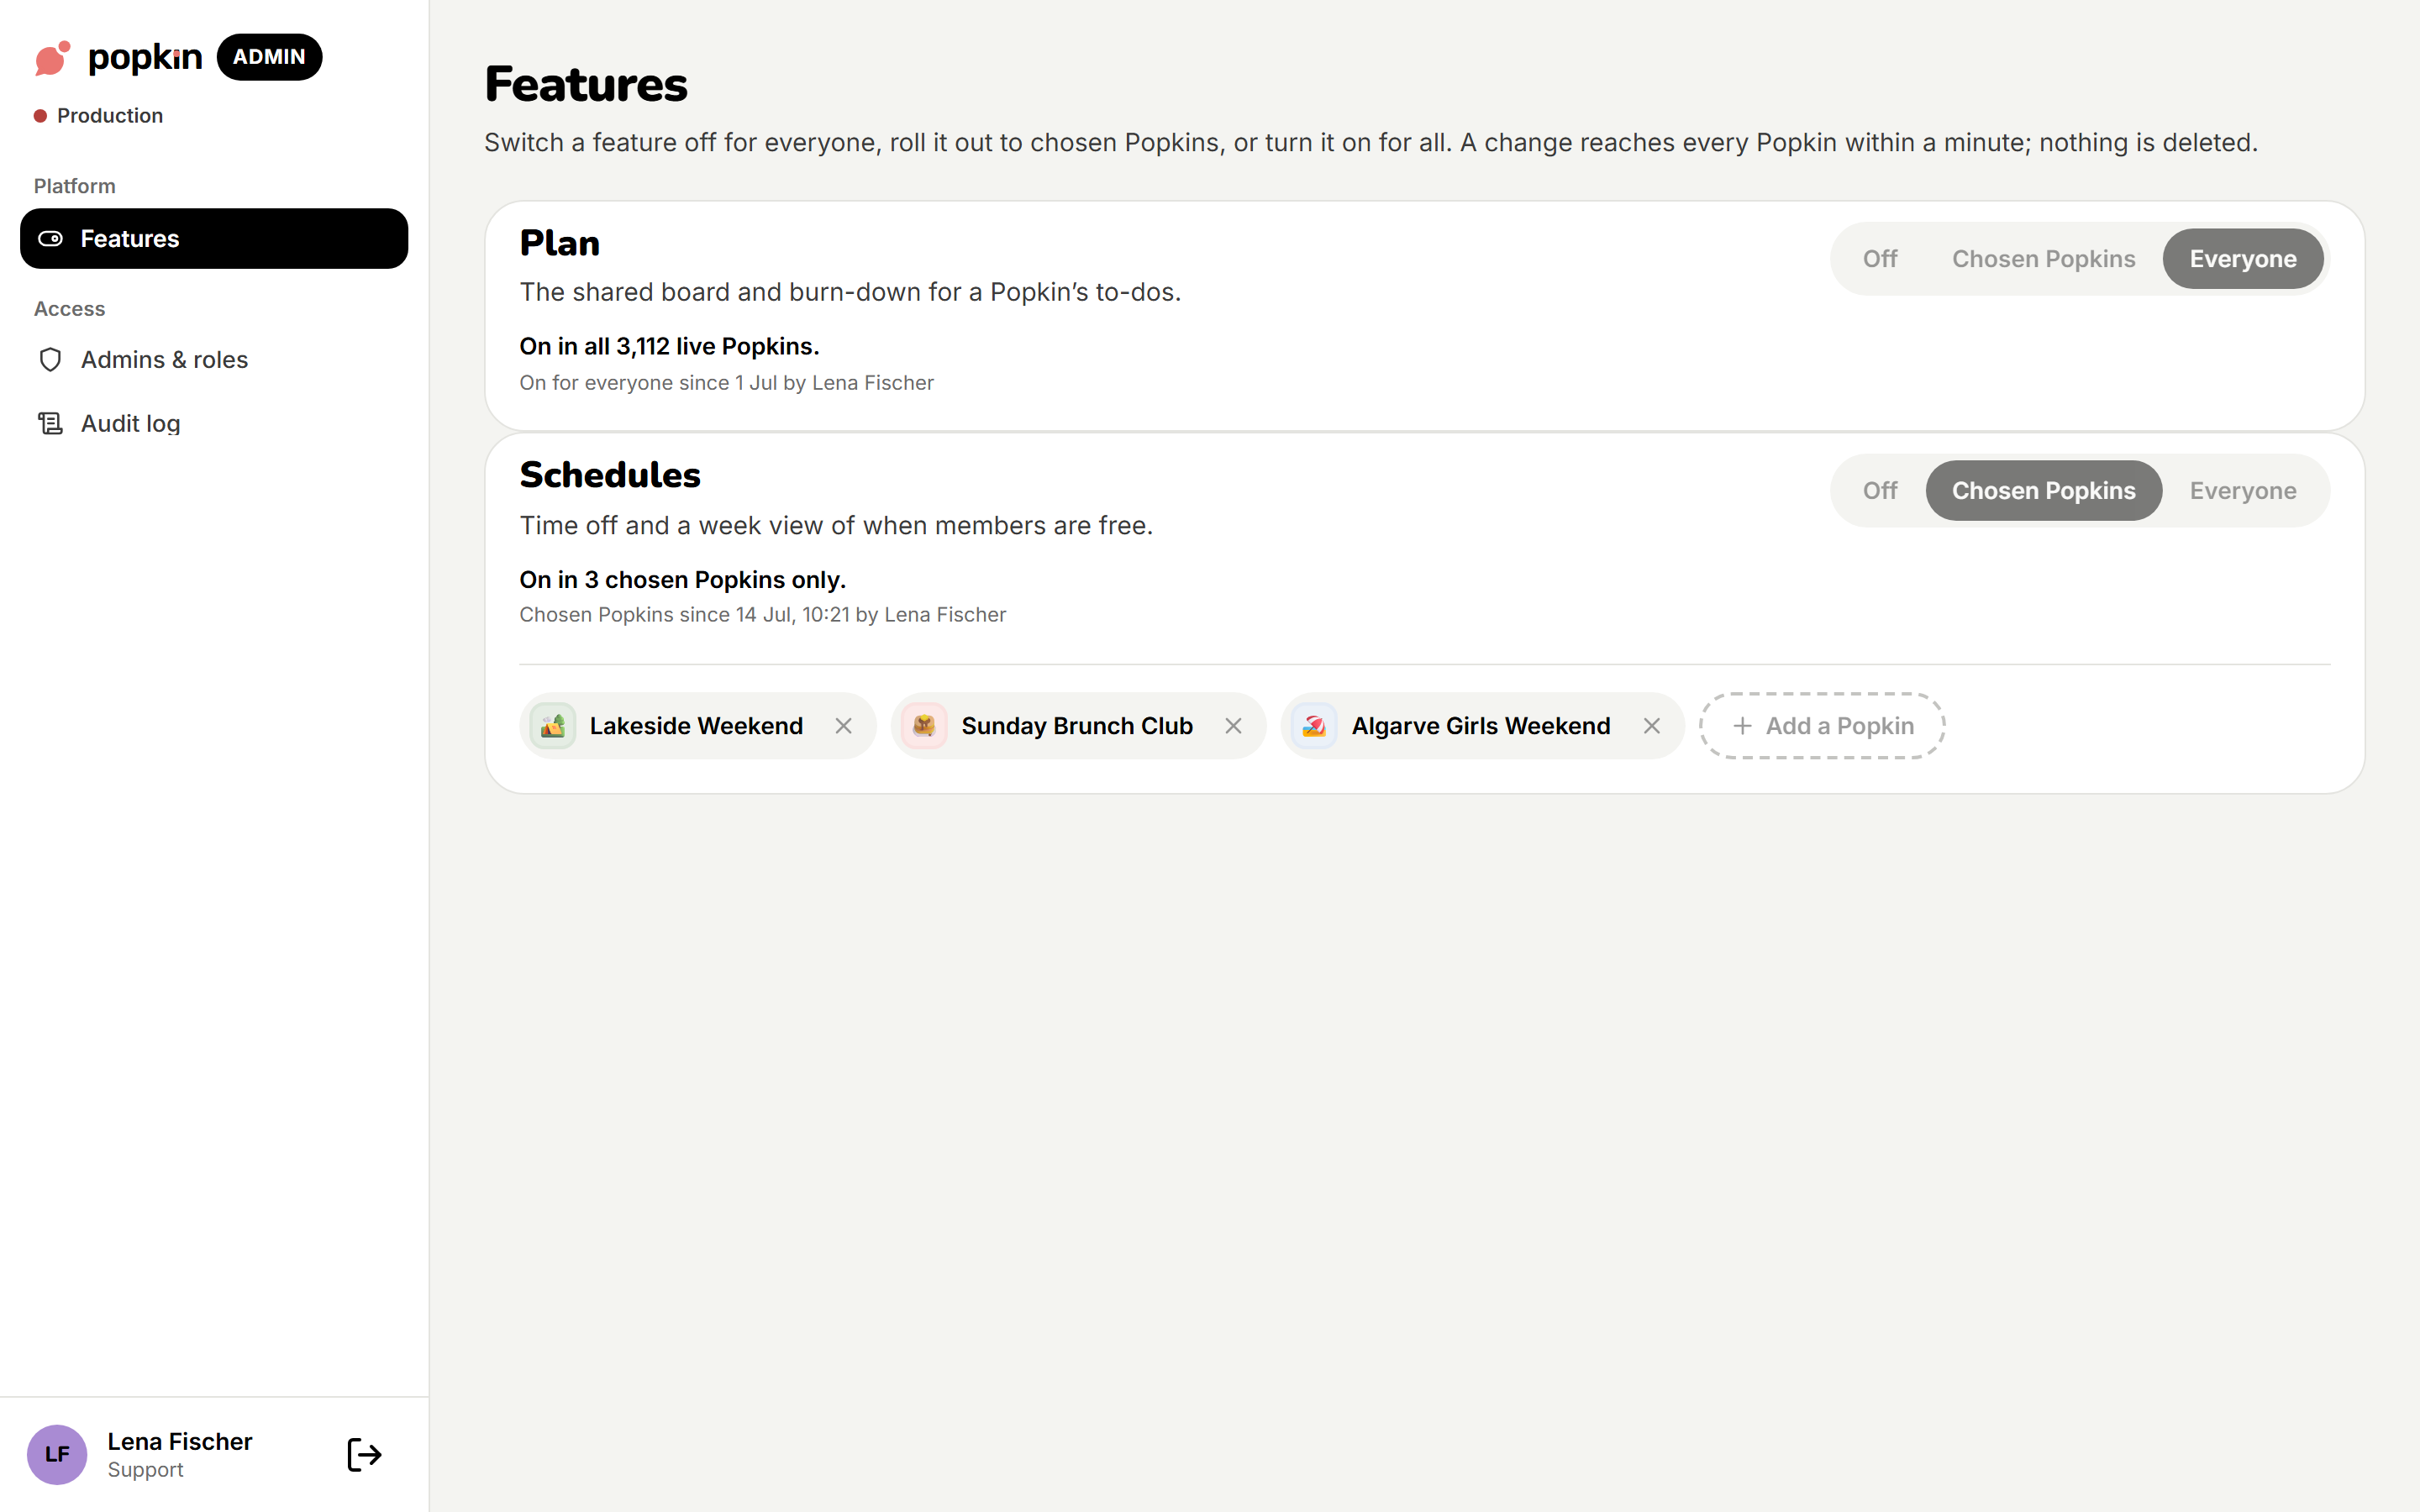 popkin ADMIN
Production
Platform
Features
Access
Admins & roles
Audit log
LF
Lena Fischer
Support
Features
Switch a feature off for everyone, roll it out to chosen Popkins, or turn it on for all. A change reaches every Popkin within a minute; nothing is deleted.
Plan
Off Chosen Popkins Everyone
The shared board and burn-down for a Popkin’s to-dos.
On in all 3,112 live Popkins.
On for everyone since 1 Jul by Lena Fischer
Schedules
Off Chosen Popkins Everyone
Time off and a week view of when members are free.
On in 3 chosen Popkins only.
Chosen Popkins since 14 Jul, 10:21 by Lena Fischer
Lakeside Weekend Sunday Brunch Club Algarve Girls Weekend + Add a Popkin